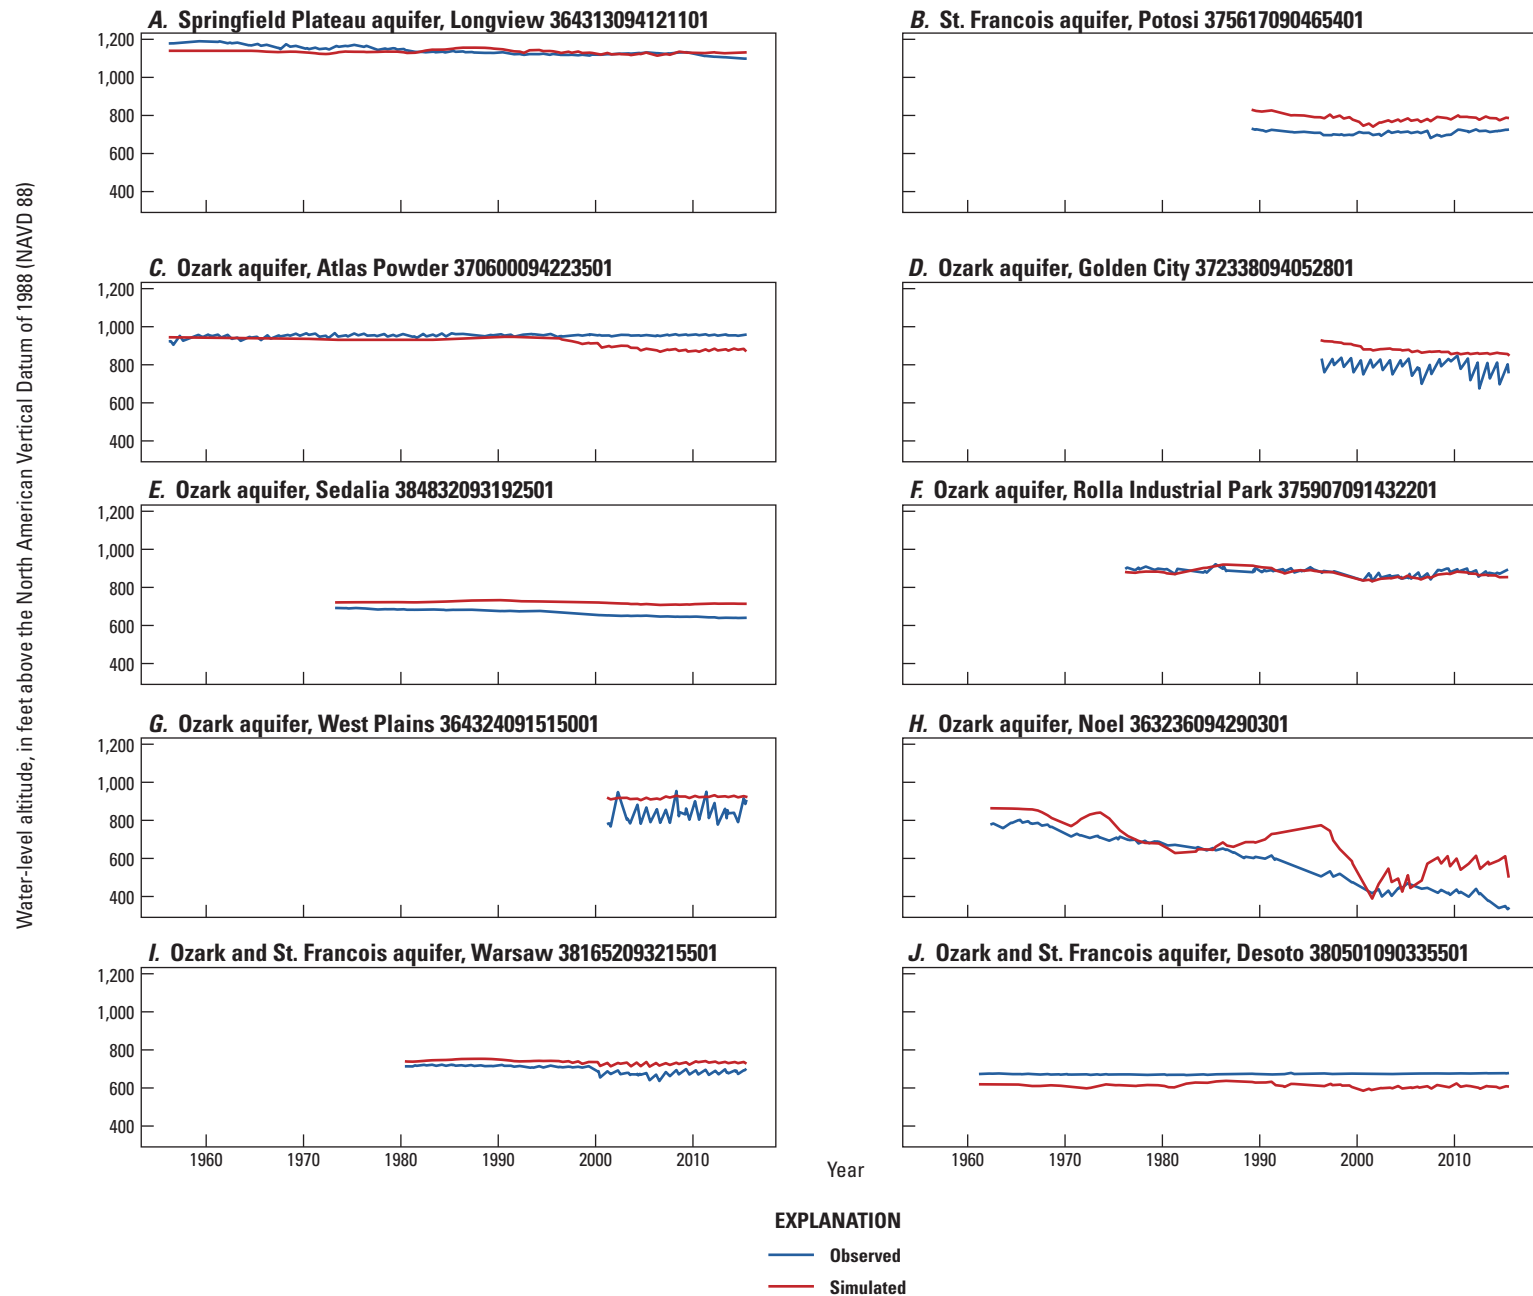 Water-level altitude, in feet above the North American Vertical Datum of 1988 (NAVD 88)
A. Springfield Plateau aquifer, Longview 364313094121101
1,200
1,000
800
600
400
B. St. Francois aquifer, Potosi 375617090465401
C. Ozark aquifer, Atlas Powder 370600094223501
1,200
1,000
800
600
400
D. Ozark aquifer, Golden City 372338094052801
E. Ozark aquifer, Sedalia 384832093192501
1,200
1,000
800
600
400
F. Ozark aquifer, Rolla Industrial Park 375907091432201
G. Ozark aquifer, West Plains 364324091515001
1,200
1,000
800
600
400
H. Ozark aquifer, Noel 363236094290301
I. Ozark and St. Francois aquifer, Warsaw 381652093215501
1,200
1,000
800
600
400
1960 1970 1980 1990 2000 2010
J. Ozark and St. Francois aquifer, Desoto 380501090335501
1960 1970 1980 1990 2000 2010
Year
EXPLANATION
Observed
Simulated